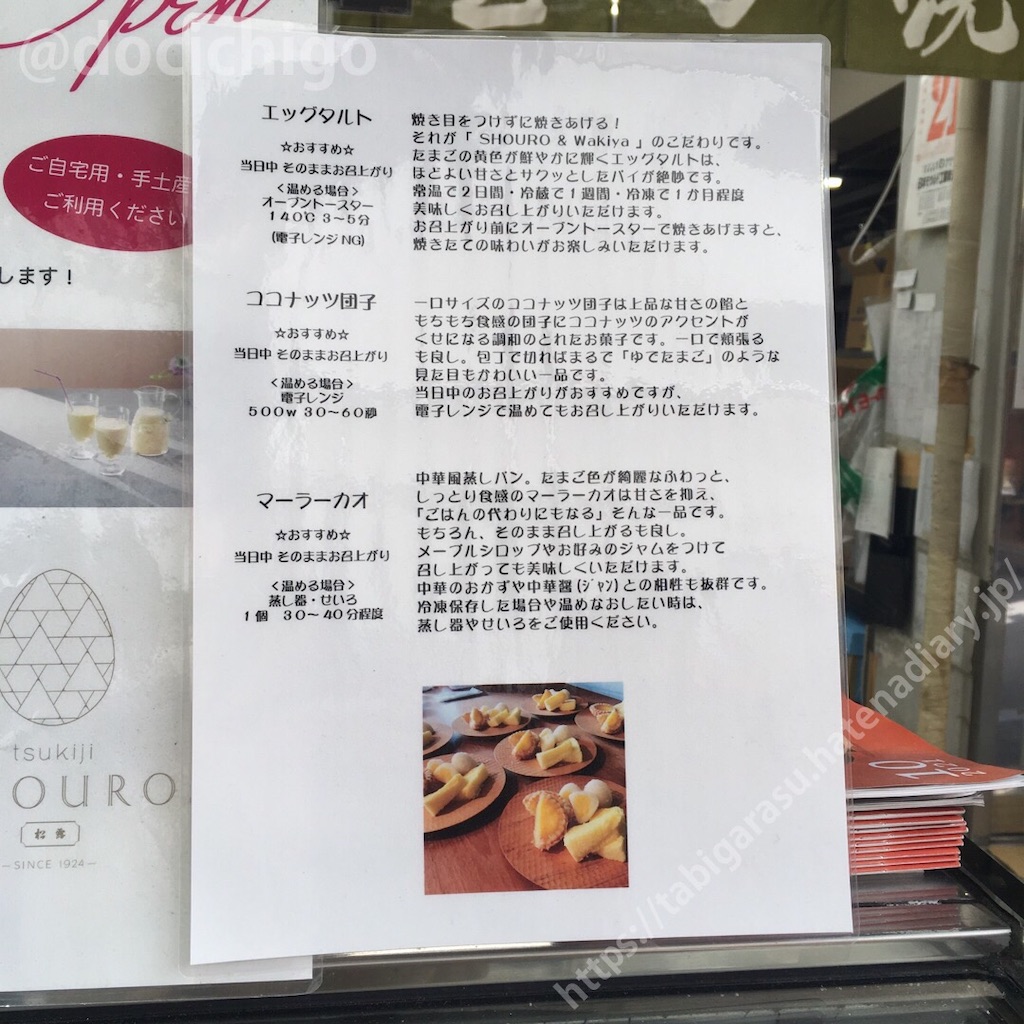 @docichigo
ご自宅用・手土産
ご利用ください
します！
tsukiji
OURO
松露
SINCE 1924
エッグタルト
☆おすすめ☆
当日中 そのままお召上がり
＜温める場合＞
オーブントースター
140℃ 3～5分
(電子レンジNG)
焼き目をつけずに焼きあげる！
それが「 SHOURO & Wakiya 」のこだわりです。
たまごの黄色が鮮やかに輝くエッグタルトは、
ほどよい甘さとサクッとしたパイが絶妙です。
常温で２日間・冷蔵で１週間・冷凍で１か月程度
美味しくお召し上がりいただけます。
お召上がり前にオーブントースターで焼きあげますと、
焼きたての味わいがお楽しみいただけます。
ココナッツ団子
☆おすすめ☆
当日中 そのままお召上がり
＜温める場合＞
電子レンジ
500w 30～60秒
一口サイズのココナッツ団子は上品な甘さの餡と
もちもち食感の団子にココナッツのアクセントが
くせになる調和のとれたお菓子です。一口で頬張る
も良し。包丁で切ればまるで「ゆでたまご」のような
見た目もかわいい一品です。
当日中のお召上がりがおすすめですが、
電子レンジで温めてもお召し上がりいただけます。
マーラーカオ
☆おすすめ☆
当日中 そのままお召上がり
＜温める場合＞
蒸し器・せいろ
1個 30～40分程度
中華風蒸しパン。たまご色が綺麗なふわっと、
しっとり食感のマーラーカオは甘さを抑え、
「ごはんの代わりにもなる」そんな一品です。
もちろん、そのまま召し上がるも良し。
メープルシロップやお好みのジャムをつけて
召し上がっても美味しくいただけます。
中華のおかずや中華醤(ｼﾞｬﾝ)との相性も抜群です。
冷凍保存した場合や温めなおしたい時は、
蒸し器やせいろをご使用ください。
焼
21
10
2021
https://tabigarasu.hatenadiary.jp/